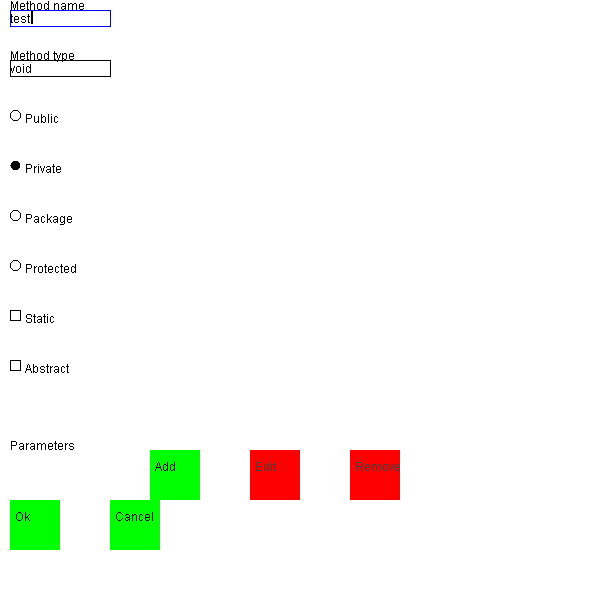 Method name
test
Method type
void
Public
Private
Package
Protected
Static
Abstract
Parameters
Add Edit Remove
Ok Cancel